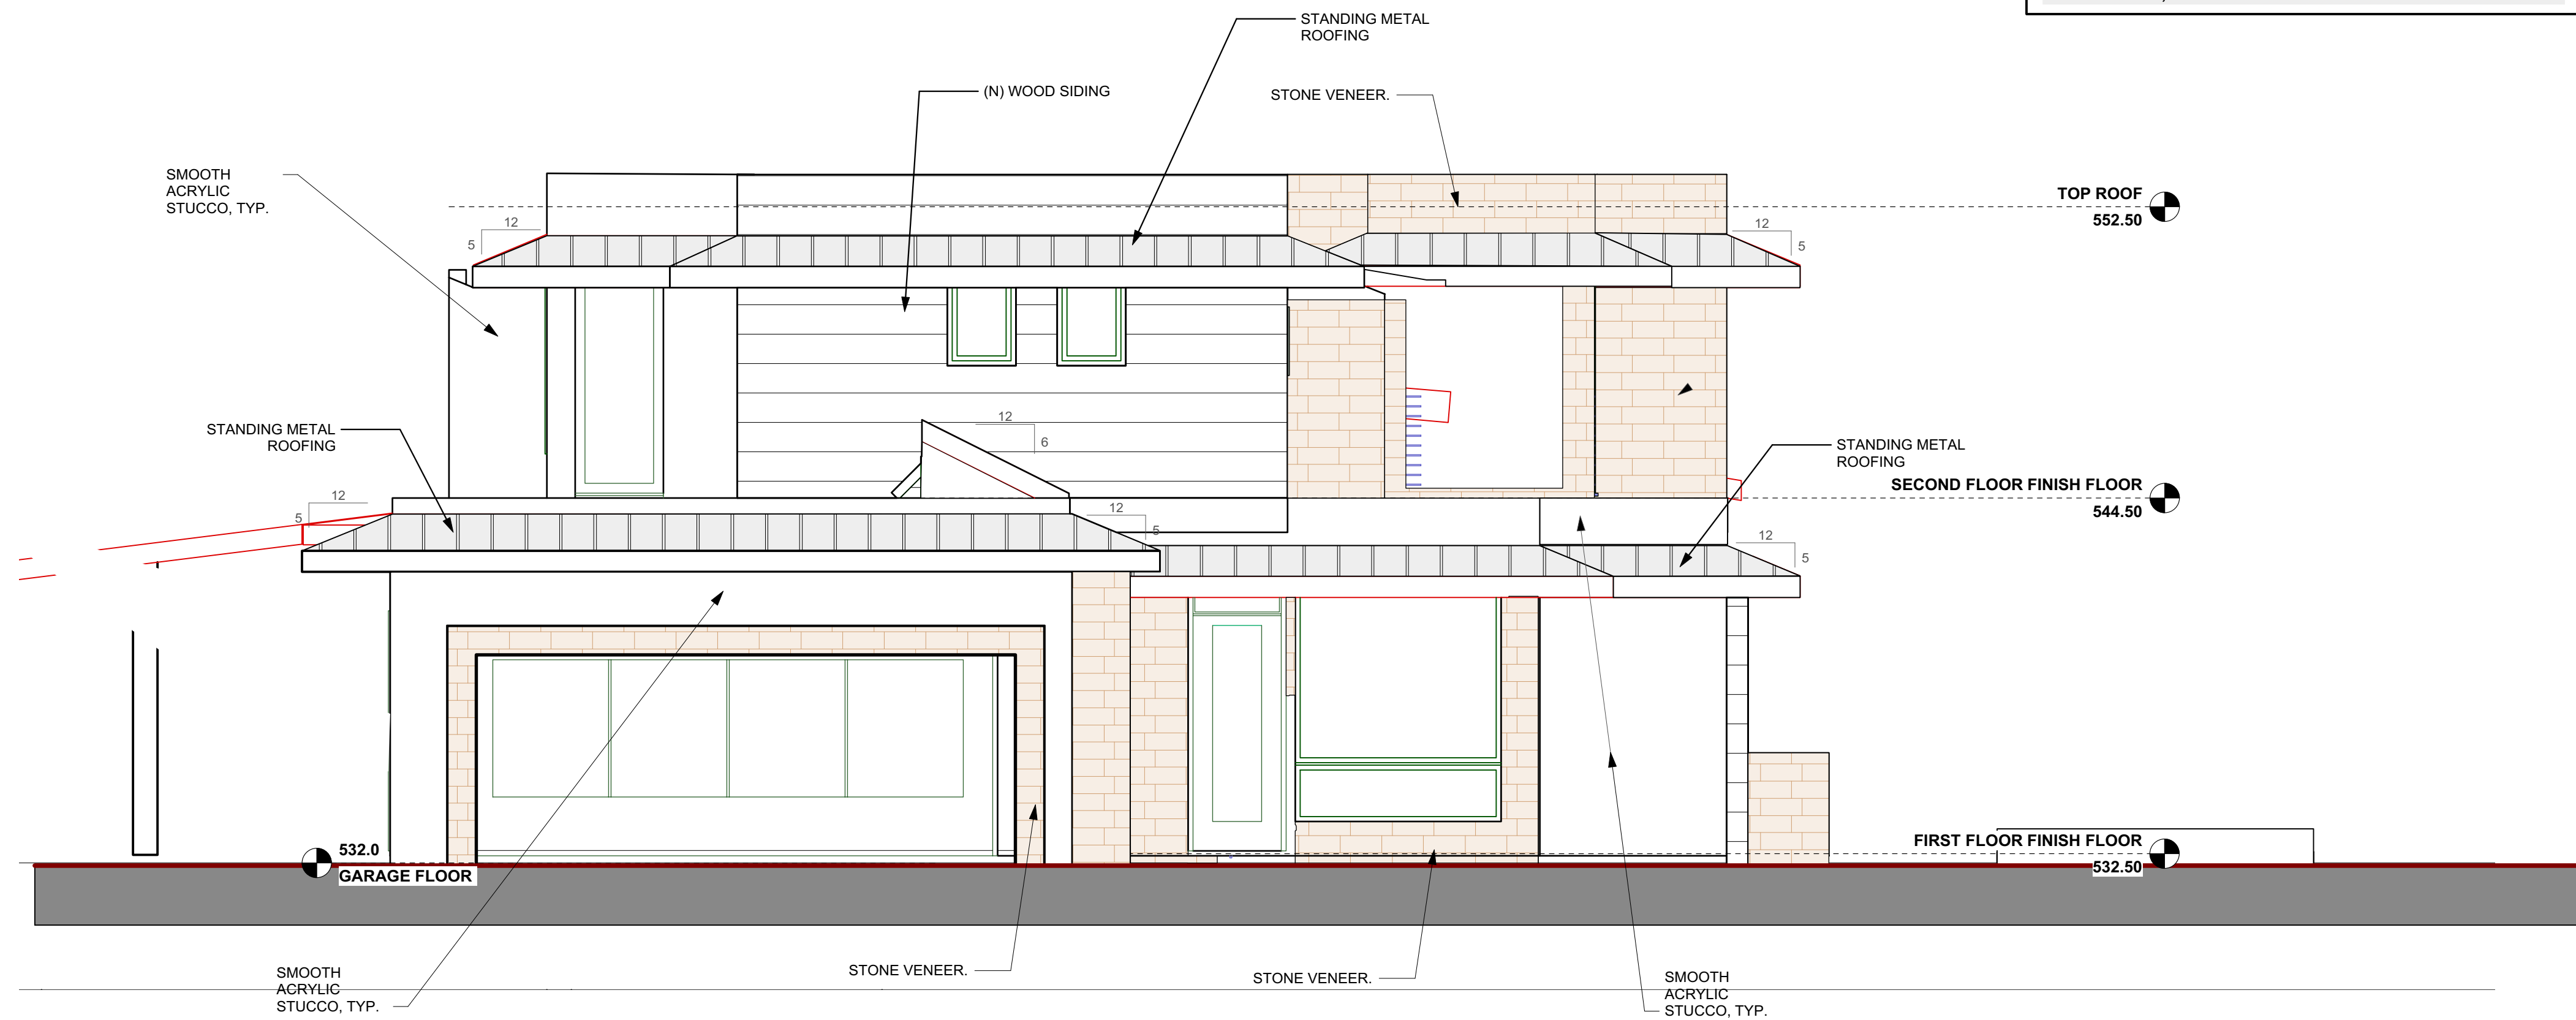 STANDING METAL
ROOFING
(N) WOOD SIDING
STONE VENEER.
SMOOTH
ACRYLIC
STUCCO, TYP.
TOP ROOF
552.50
12
5
12
5
12
6
STANDING METAL
ROOFING
STANDING METAL
ROOFING
SECOND FLOOR FINISH FLOOR
544.50
12
5
12
5
12
5
532.0
GARAGE FLOOR
FIRST FLOOR FINISH FLOOR
532.50
SMOOTH
ACRYLIC
STUCCO, TYP.
STONE VENEER.
STONE VENEER.
SMOOTH
ACRYLIC
STUCCO, TYP.